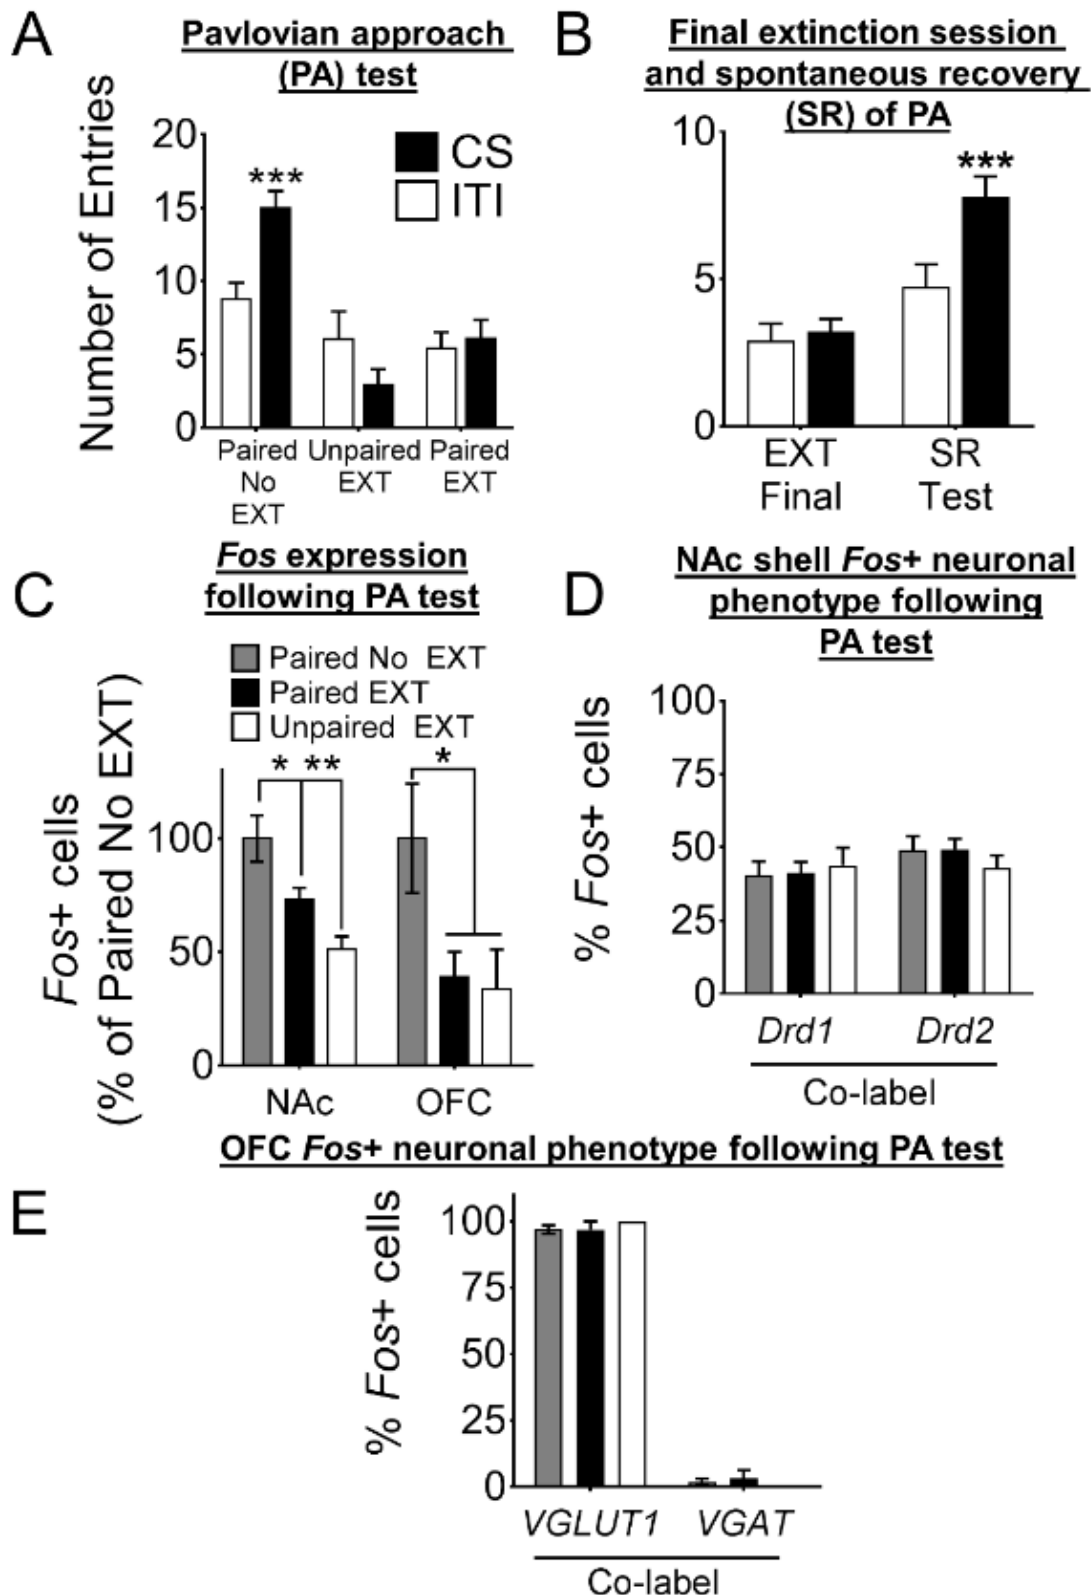 A
Pavlovian approach
(PA) test
Number of Entries
20
15
10
5
0
***
CS
ITI
Paired
No
EXT
Unpaired
EXT
Paired
EXT
B
Final extinction session
and spontaneous recovery
(SR) of PA
10
5
0
***
EXT
Final
SR
Test
C
Fos expression
following PA test
Paired No EXT
Paired EXT
Unpaired EXT
Fos+ cells
(% of Paired No EXT)
100
50
0
* **
*
NAc
OFC
D
NAc shell Fos+ neuronal
phenotype following
PA test
% Fos+ cells
100
75
50
25
0
Drd1
Drd2
Co-label
OFC Fos+ neuronal phenotype following PA test
E
% Fos+ cells
100
75
50
25
0
VGLUT1
VGAT
Co-label